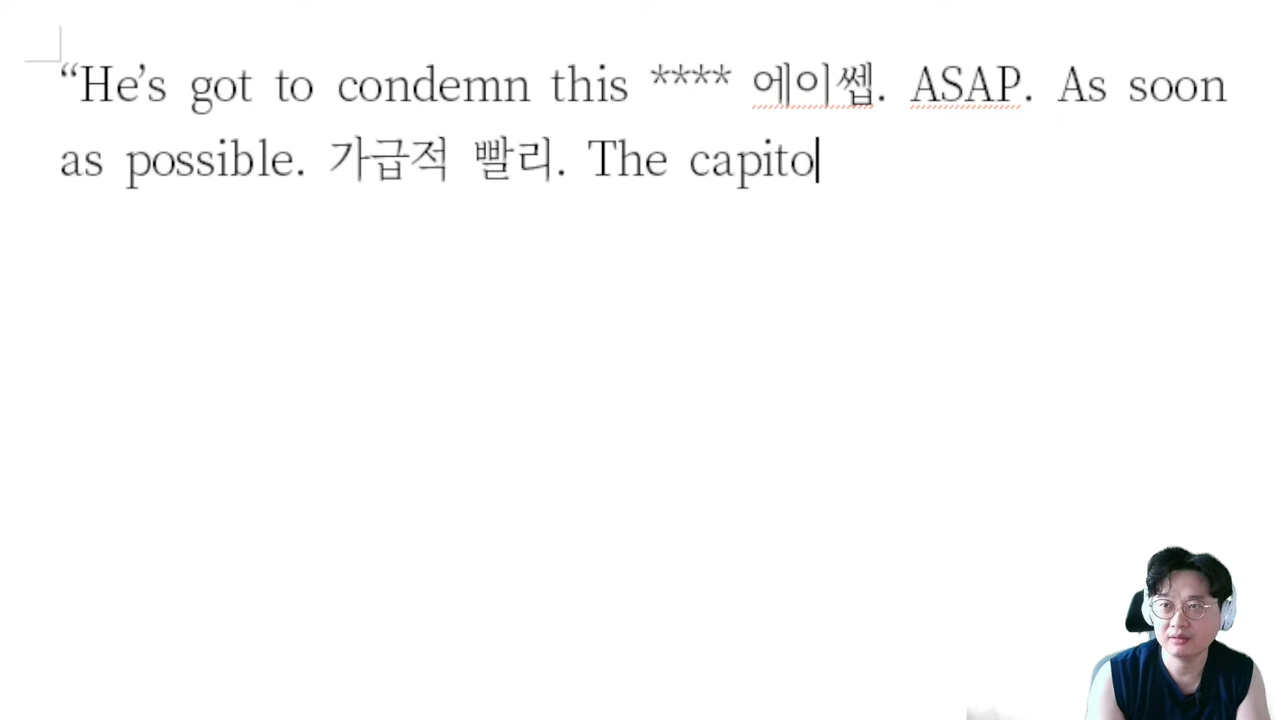 “He’s got to condemn this **** 에이쎕. ASAP. As soon
as possible. 가급적 빨리. The capito